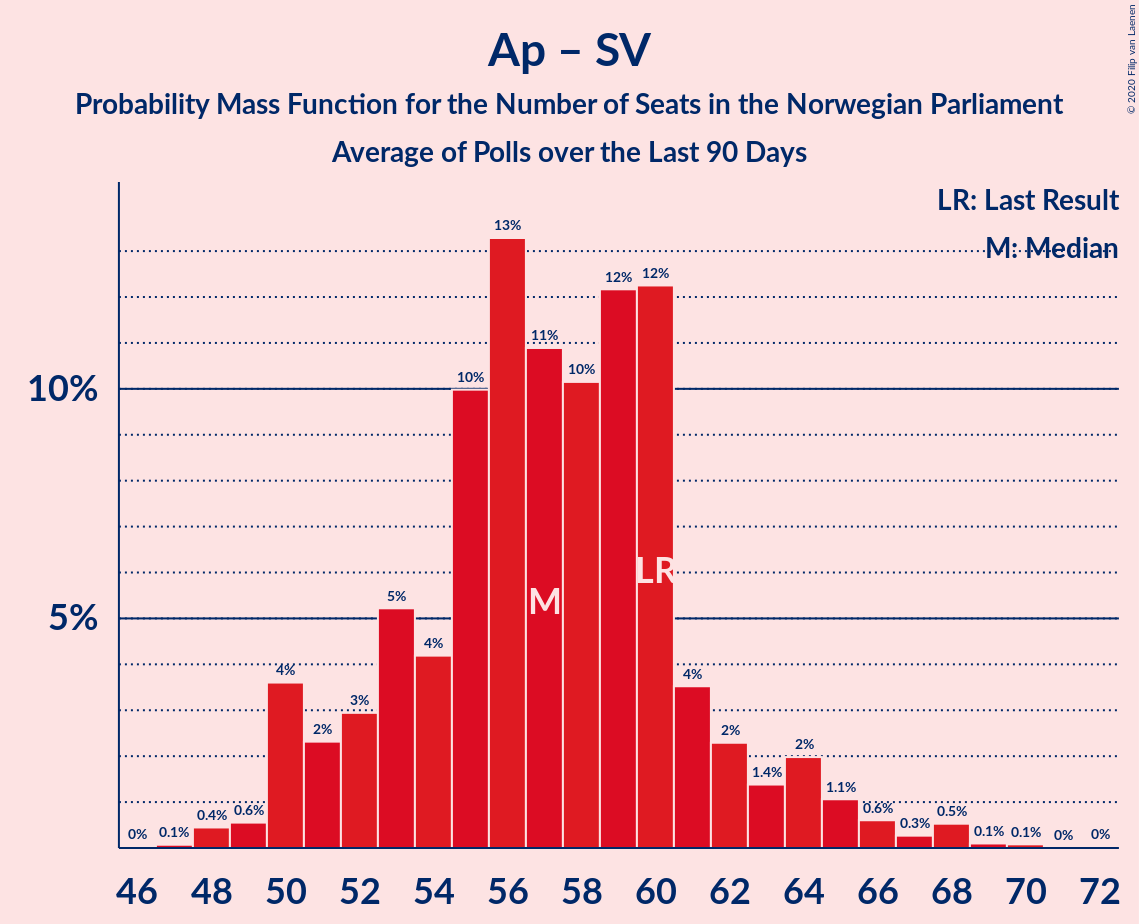 Ap – SV
Probability Mass Function for the Number of Seats in the Norwegian Parliament
Average of Polls over the Last 90 Days
© 2020 Filip van Laenen
LR: Last Result
M: Median
13%
12%
12%
11%
10%
10%
10%
LR
M
5%
5%
4%
4%
4%
3%
2%
2%
2%
1.4%
1.1%
0% 0.1% 0.4% 0.6%
0.6% 0.3% 0.5% 0.1% 0.1% 0% 0%
46 48 50 52 54 56 58 60 62 64 66 68 70 72